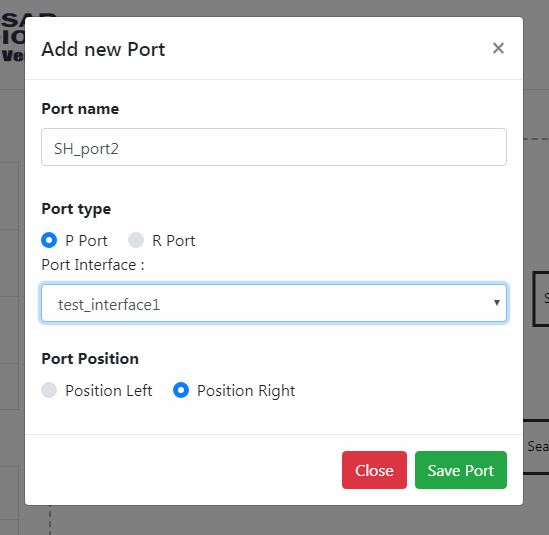 Add new Port ×
Port name
SH_port2
Port type
P Port R Port
Port Interface :
test_interface1
Port Position
Position Left Position Right
Close Save Port
Sea